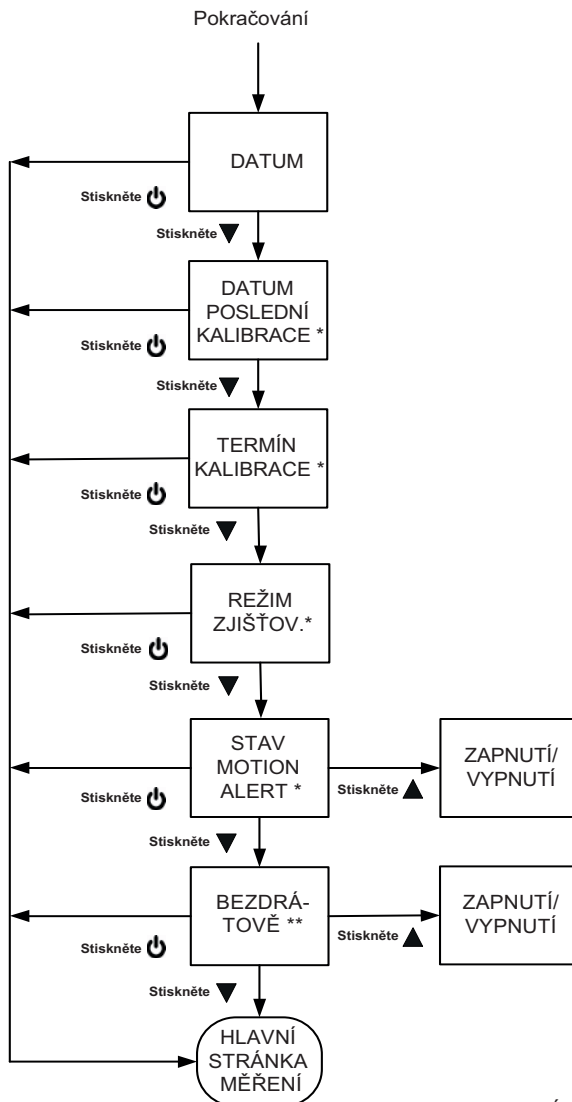 Pokračování
DATUM
Stiskněte
Stiskněte
DATUM
POSLEDNÍ
KALIBRACE *
Stiskněte
Stiskněte
TERMÍN
KALIBRACE *
Stiskněte
Stiskněte
REŽIM
ZJIŠŤOV.*
Stiskněte
Stiskněte
STAV
MOTION
ALERT *
Stiskněte
ZAPNUTÍ/
VYPNUTÍ
Stiskněte
Stiskněte
BEZDRÁ-
TOVĚ **
Stiskněte
ZAPNUTÍ/
VYPNUTÍ
Stiskněte
Stiskněte
HLAVNÍ
STRÁNKA
MĚŘENÍ